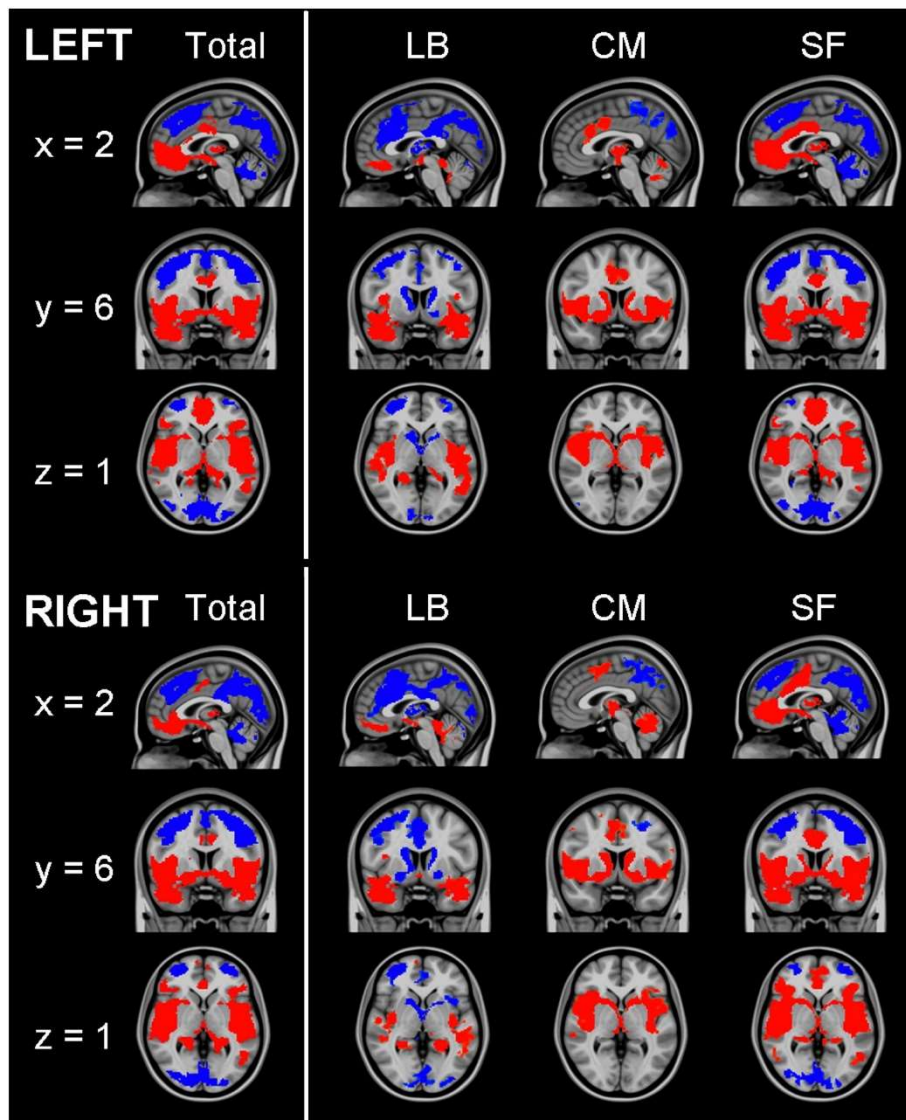 LEFT Total LB CM SF
x = 2
y = 6
z = 1
RIGHT Total LB CM SF
x = 2
y = 6
z = 1